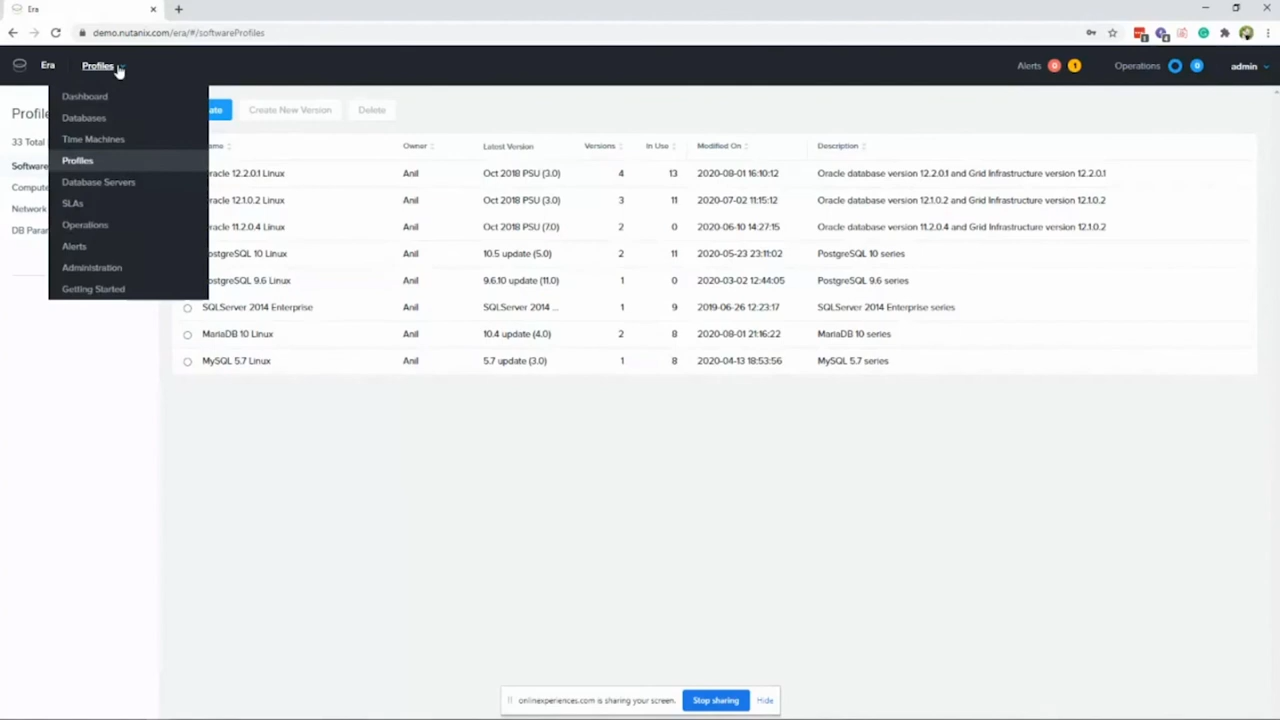 Era
demo.nutanix.com/era/#/softwareProfiles
Era Profiles Alerts 0 1 Operations 0 admin
Dashboard
Databases
Time Machines
Profiles
Database Servers
SLAs
Operations
Alerts
Administration
Getting Started
Profile
33 Total
Software
Compute
Network
DB Para
ate Create New Version Delete
ame Owner Latest Version Versions In Use Modified On Description
racle 12.2.0.1 Linux Anil Oct 2018 PSU (3.0) 4 13 2020-08-01 16:10:12 Oracle database version 12.2.0.1 and Grid Infrastructure version 12.2.0.1
racle 12.1.0.2 Linux Anil Oct 2018 PSU (3.0) 3 11 2020-07-02 11:15:12 Oracle database version 12.1.0.2 and Grid Infrastructure version 12.1.0.2
racle 11.2.0.4 Linux Anil Oct 2018 PSU (7.0) 2 0 2020-06-10 14:27:15 Oracle database version 11.2.0.4 and Grid Infrastructure version 12.1.0.2
ostgreSQL 10 Linux Anil 10.5 update (5.0) 2 11 2020-05-23 23:11:02 PostgreSQL 10 series
ostgreSQL 9.6 Linux Anil 9.6.10 update (11.0) 1 0 2020-03-02 12:44:05 PostgreSQL 9.6 series
SQLServer 2014 Enterprise Anil SQLServer 2014 ... 1 9 2019-06-26 12:23:17 SQLServer 2014 Enterprise series
MariaDB 10 Linux Anil 10.4 update (4.0) 2 8 2020-08-01 21:16:22 MariaDB 10 series
MySQL 5.7 Linux Anil 5.7 update (3.0) 1 8 2020-04-13 18:53:56 MySQL 5.7 series
onlinexperiences.com is sharing your screen. Stop sharing Hide